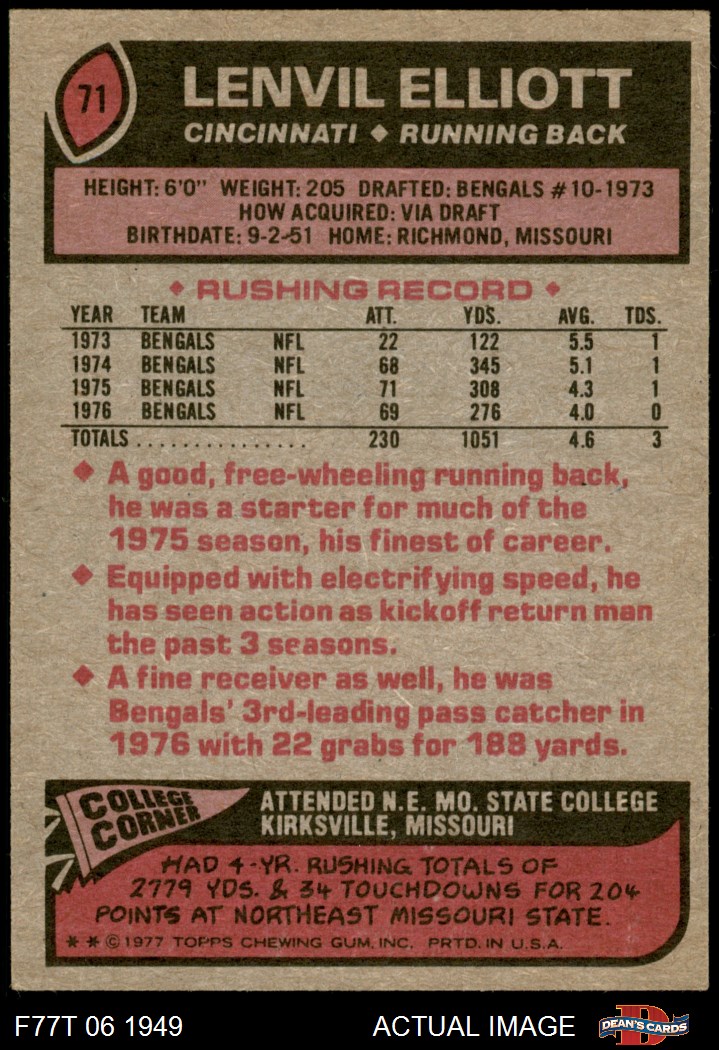 71
LENVIL ELLIOTT
CINCINNATI ◆ RUNNING BACK
HEIGHT: 6'0" WEIGHT: 205 DRAFTED: BENGALS #10-1973
HOW ACQUIRED: VIA DRAFT
BIRTHDATE: 9-2-51 HOME: RICHMOND, MISSOURI
◆ RUSHING RECORD ◆
YEAR TEAM ATT. YDS. AVG. TDS.
1973 BENGALS NFL 22 122 5.5 1
1974 BENGALS NFL 68 345 5.1 1
1975 BENGALS NFL 71 308 4.3 1
1976 BENGALS NFL 69 276 4.0 0
TOTALS ............... 230 1051 4.6 3
◆ A good, free-wheeling running back,
he was a starter for much of the
1975 season, his finest of career.
◆ Equipped with electrifying speed, he
has seen action as kickoff return man
the past 3 seasons.
◆ A fine receiver as well, he was
Bengals' 3rd-leading pass catcher in
1976 with 22 grabs for 188 yards.
COLLEGE
CORNER
ATTENDED N.E. MO. STATE COLLEGE
KIRKSVILLE, MISSOURI
HAD 4-YR. RUSHING TOTALS OF
2779 YDS. & 34 TOUCHDOWNS FOR 204
POINTS AT NORTHEAST MISSOURI STATE.
* * © 1977 TOPPS CHEWING GUM, INC. PRTD. IN U.S.A.
F77T 06 1949 ACTUAL IMAGE
D
DEAN'S CARDS